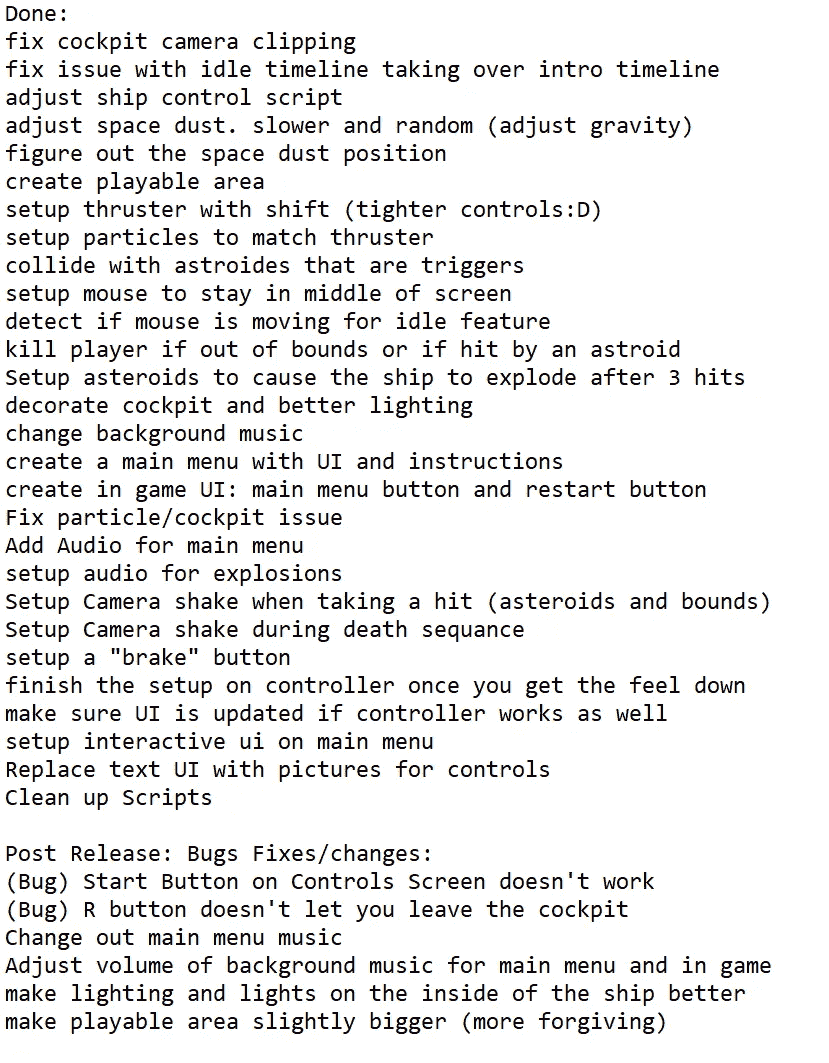 Done:
fix cockpit camera clipping
fix issue with idle timeline taking over intro timeline
adjust ship control script
adjust space dust. slower and random (adjust gravity)
figure out the space dust position
create playable area
setup thruster with shift (tighter controls:D)
setup particles to match thruster
collide with astroides that are triggers
setup mouse to stay in middle of screen
detect if mouse is moving for idle feature
kill player if out of bounds or if hit by an astroid
Setup asteroids to cause the ship to explode after 3 hits
decorate cockpit and better lighting
change background music
create a main menu with UI and instructions
create in game UI: main menu button and restart button
Fix particle/cockpit issue
Add Audio for main menu
setup audio for explosions
Setup Camera shake when taking a hit (asteroids and bounds)
Setup Camera shake during death sequance
setup a "brake" button
finish the setup on controller once you get the feel down
make sure UI is updated if controller works as well
setup interactive ui on main menu
Replace text UI with pictures for controls
Clean up Scripts

Post Release: Bugs Fixes/changes:
(Bug) Start Button on Controls Screen doesn't work
(Bug) R button doesn't let you leave the cockpit
Change out main menu music
Adjust volume of background music for main menu and in game
make lighting and lights on the inside of the ship better
make playable area slightly bigger (more forgiving)